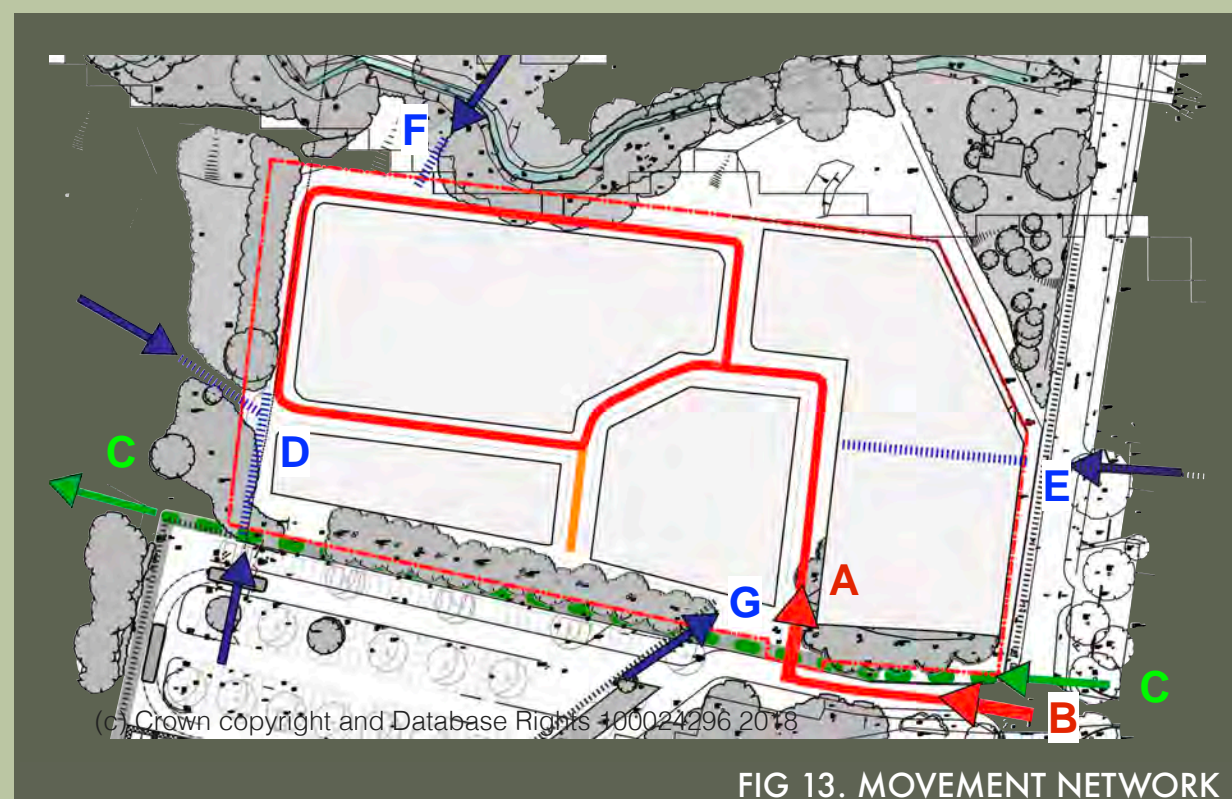 F
D
C
E
G
A
C
B
(c) Crown copyright and Database Rights 100024296 2018
FIG 13. MOVEMENT NETWORK